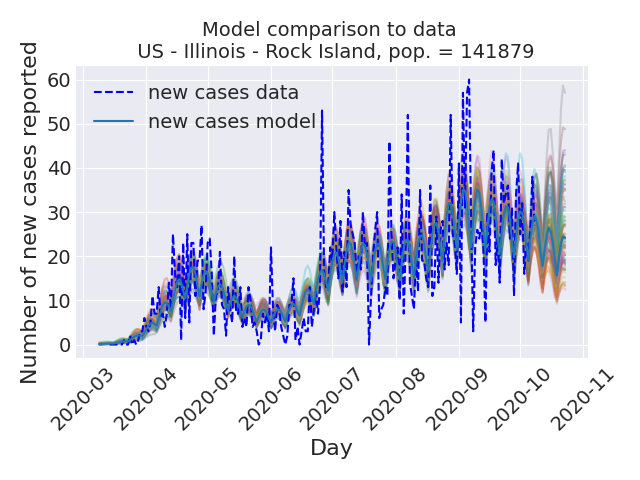 Model comparison to data
US - Illinois - Rock Island, pop. = 141879
Number of new cases reported
60
50
40
30
20
10
0
new cases data
new cases model
2020-03
2020-04
2020-05
2020-06
2020-07
2020-08
2020-09
2020-10
2020-11
Day